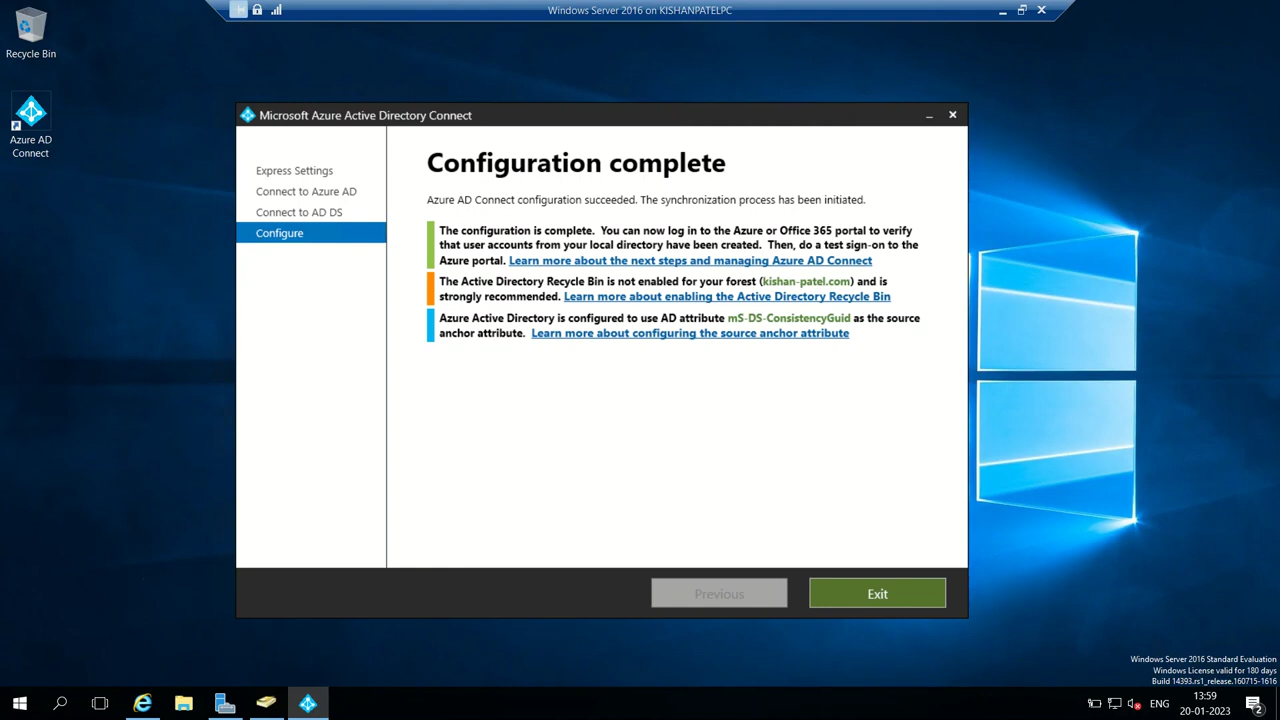 Windows Server 2016 on KISHANPATELPC
Recycle Bin
Azure AD
Connect
Microsoft Azure Active Directory Connect
Express Settings
Connect to Azure AD
Connect to AD DS
Configure
Configuration complete
Azure AD Connect configuration succeeded. The synchronization process has been initiated.
The configuration is complete. You can now log in to the Azure or Office 365 portal to verify
that user accounts from your local directory have been created. Then, do a test sign-on to the
Azure portal. Learn more about the next steps and managing Azure AD Connect
The Active Directory Recycle Bin is not enabled for your forest (kishan-patel.com) and is
strongly recommended. Learn more about enabling the Active Directory Recycle Bin
Azure Active Directory is configured to use AD attribute mS-DS-ConsistencyGuid as the source
anchor attribute. Learn more about configuring the source anchor attribute
Previous
Exit
Windows Server 2016 Standard Evaluation
Windows License valid for 180 days
Build 14393.rs1_release.160715-1616
ENG
13:59
20-01-2023
2